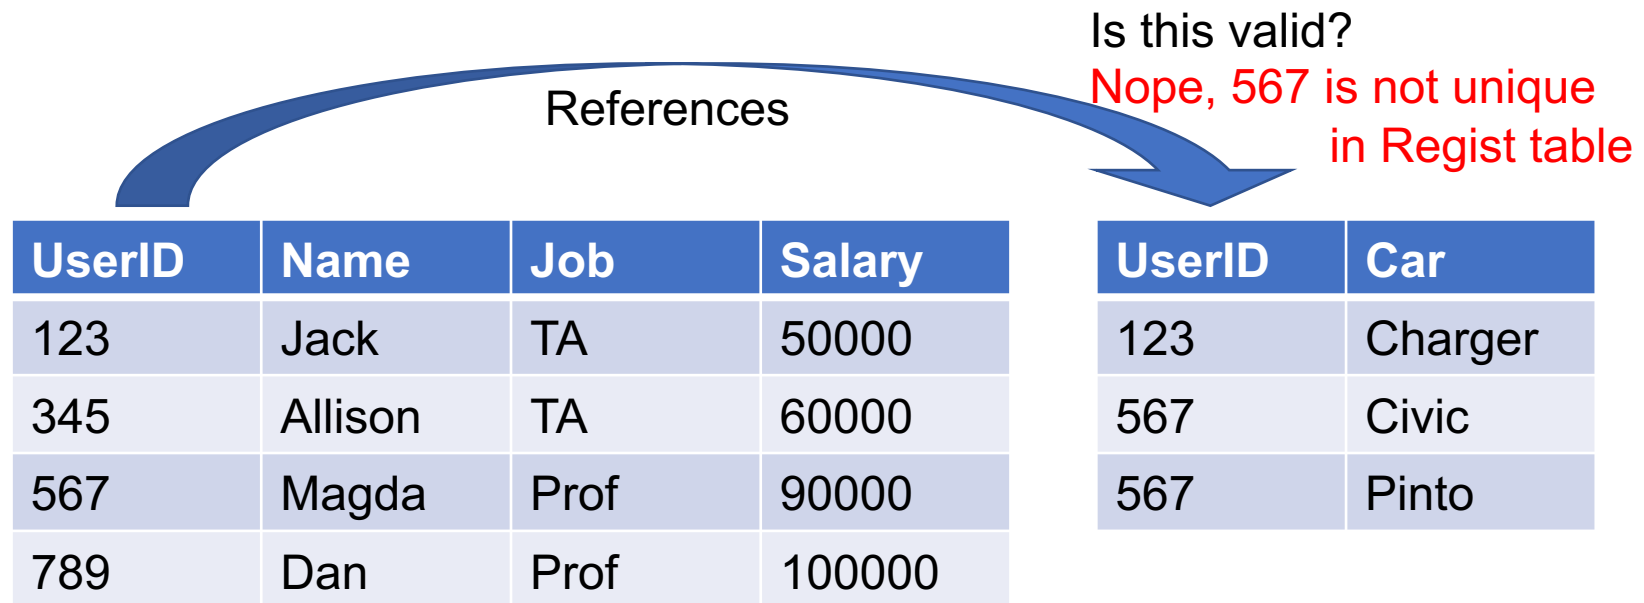 Is this valid?
Nope, 567 is not unique
in Regist table
References
UserID Name Job Salary
123 Jack TA 50000
345 Allison TA 60000
567 Magda Prof 90000
789 Dan Prof 100000
UserID Car
123 Charger
567 Civic
567 Pinto